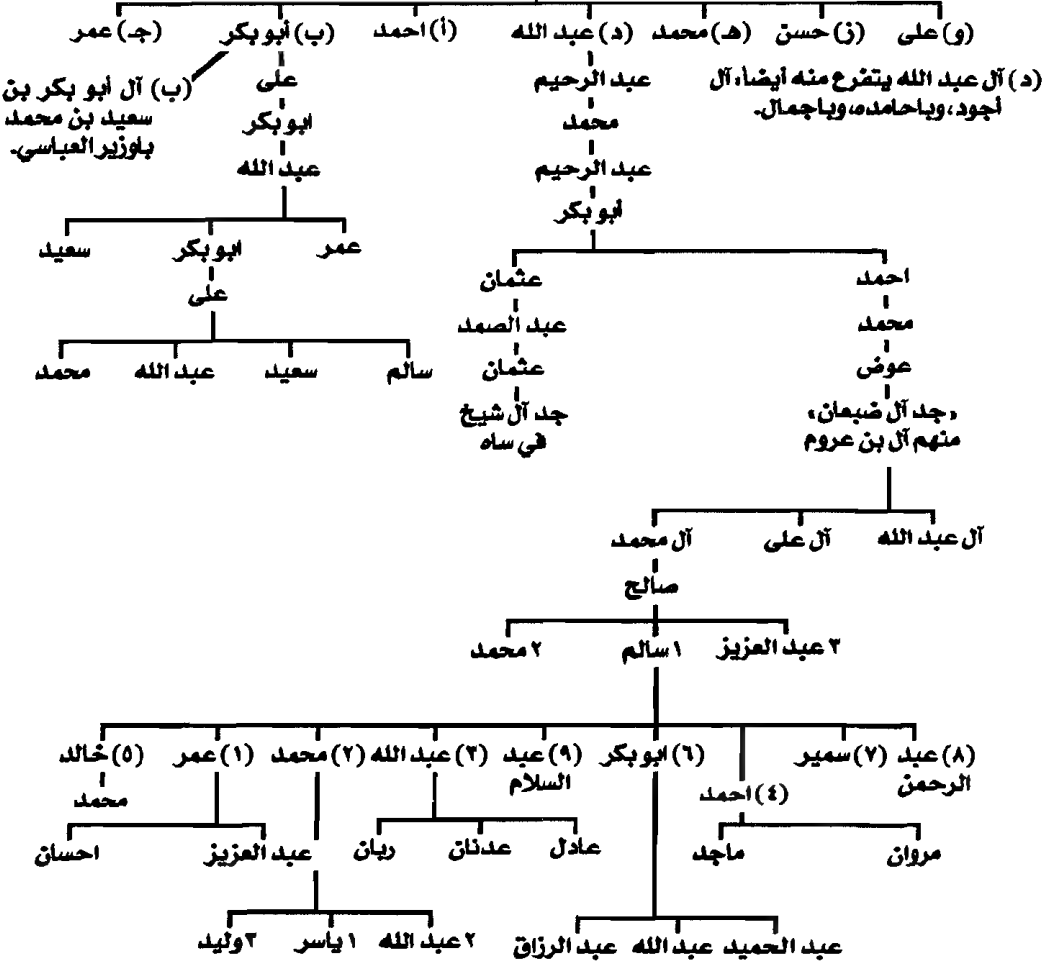 (و) على (ز) حسن (هـ) محمد (د) عبد الله (أ) احمد (ب) أبو بكر (جـ) عمر
(د) آل عبد الله يتفرع منه أيضاً، آل
أجود، وباحامده، وباجمال.
عبد الرحيم
محمد
عبد الرحيم
أبو بكر
على
ابو بكر
عبد الله
(ب) آل أبو بكر بن
سعيد بن محمد
باوزير العباسي.
عمر ابو بكر سعيد
على
سالم سعيد عبد الله محمد
احمد عثمان
محمد عبد الصمد
عوض عثمان
«جد آل ضبعان»
منهم آل بن عروم
جد آل شيخ
في ساه
آل عبد الله آل على آل محمد
صالح
٣ عبد العزيز ١ سالم ٢ محمد
(٨) عبد الرحمن (٧) سمير (٦) ابو بكر (٩) عبد السلام (٣) عبد الله (٢) محمد (١) عمر (٥) خالد
(٤) احمد
محمد
مروان ماجد عادل عدنان ربان عبد العزيز احسان
عبد الحميد عبد الله عبد الرزاق ٢ عبد الله ١ ياسر ٣ وليد